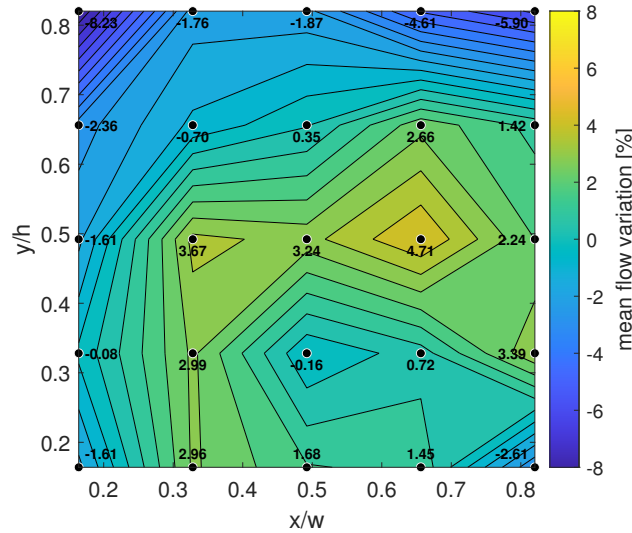 0.8
-8.23 -1.76 -1.87 -4.61 -5.90
8
0.7
6
-2.36 -0.70 0.35 2.66 1.42
4
0.6
2
0.5
-1.61 3.67 3.24 4.71 2.24
0
y/h
mean flow variation [%]
0.4
-2
-0.08 2.99 -0.16 0.72 3.39
-4
0.3
-6
0.2
-1.61 2.96 1.68 1.45 -2.61
-8
0.2 0.3 0.4 0.5 0.6 0.7 0.8
x/w